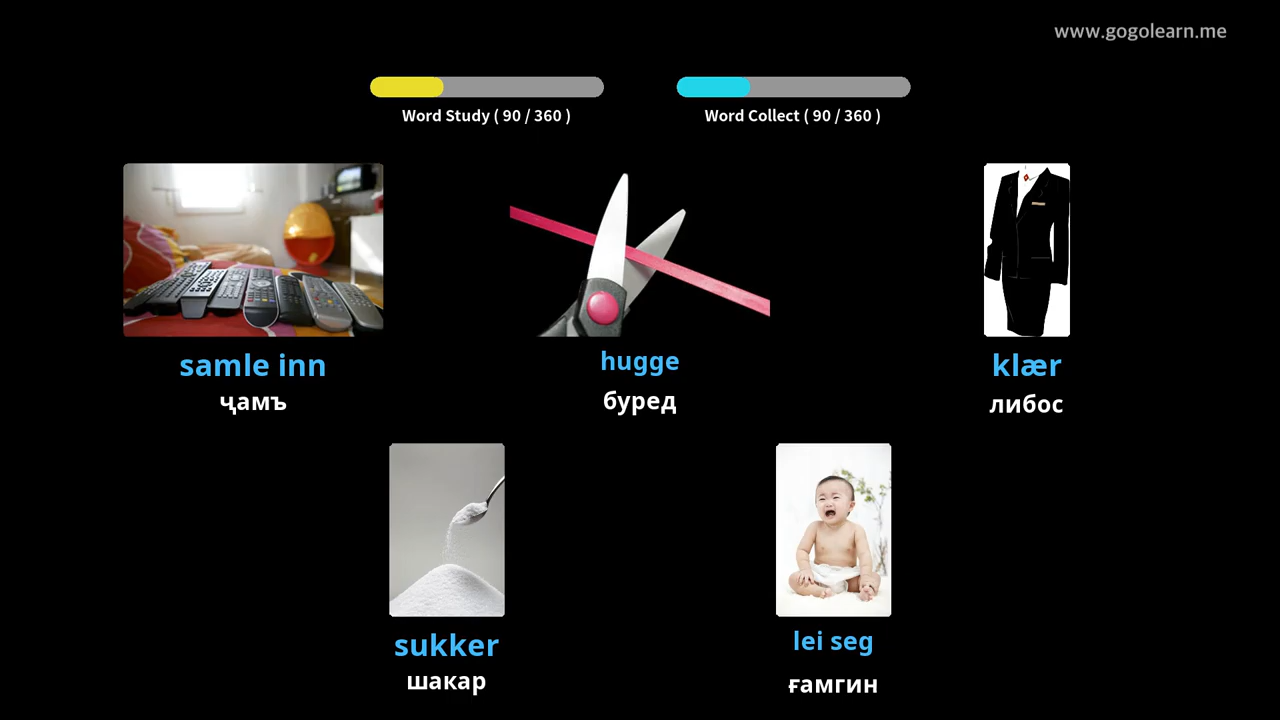 www.gogolearn.me
Word Study ( 90 / 360 )
Word Collect ( 90 / 360 )
samle inn
ҷамъ
hugge
буред
klær
либос
sukker
шакар
lei seg
ғамгин